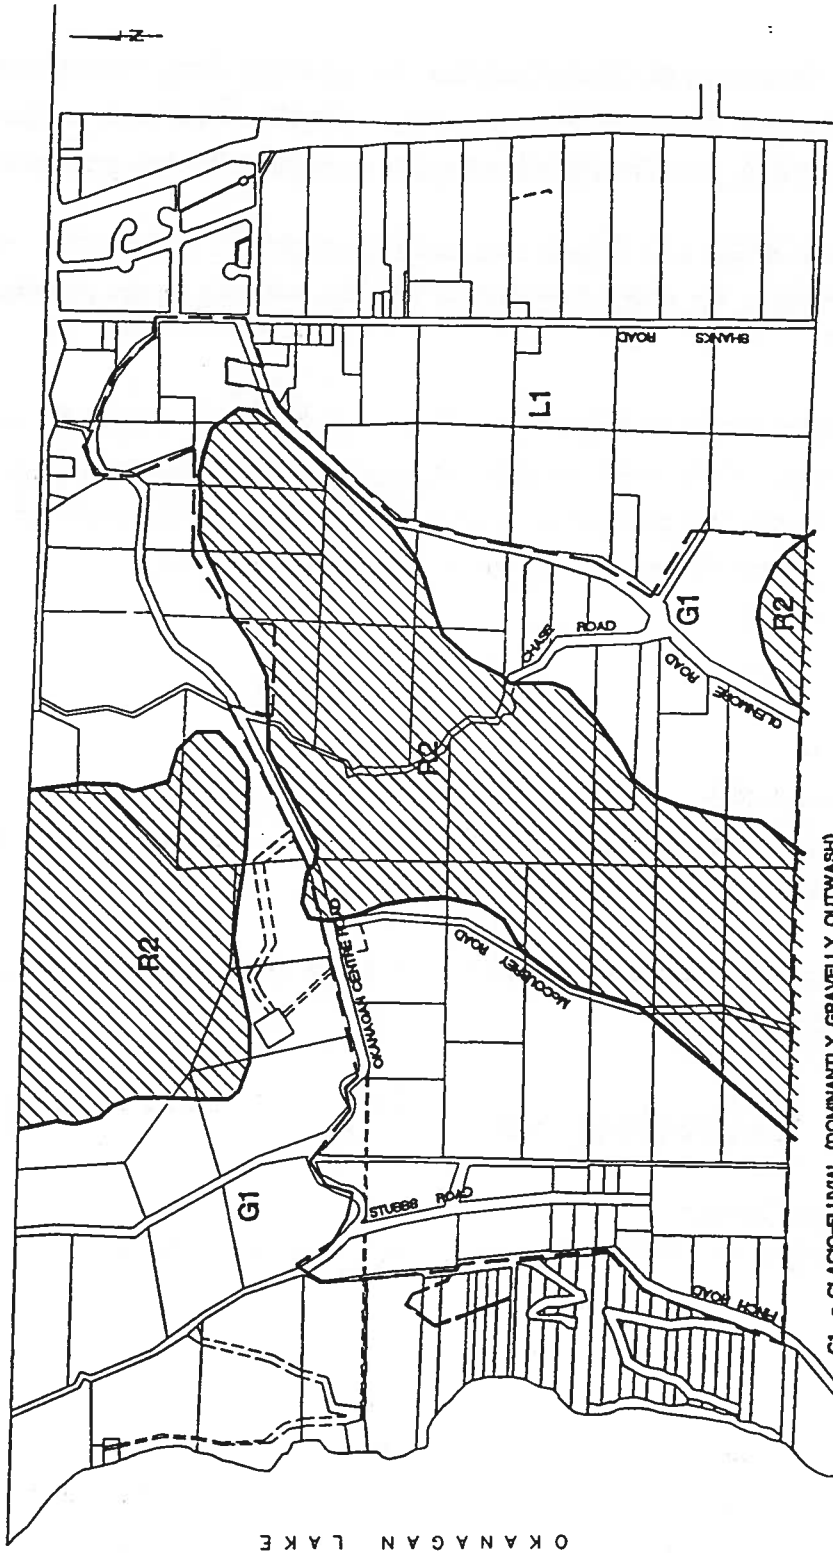 N
OKANAGAN LAKE
R2
G1
OKANAGAN CENTRE ROAD
STUBBS ROAD
McCOUBREY ROAD
FINCH ROAD
R2
CHASE ROAD
L1
SHANKS ROAD
G1
GLENMORE ROAD
R2
G1 - GLACIO-FLUVIAL (DOMINANTLY GRAVELLY OUTWASH)